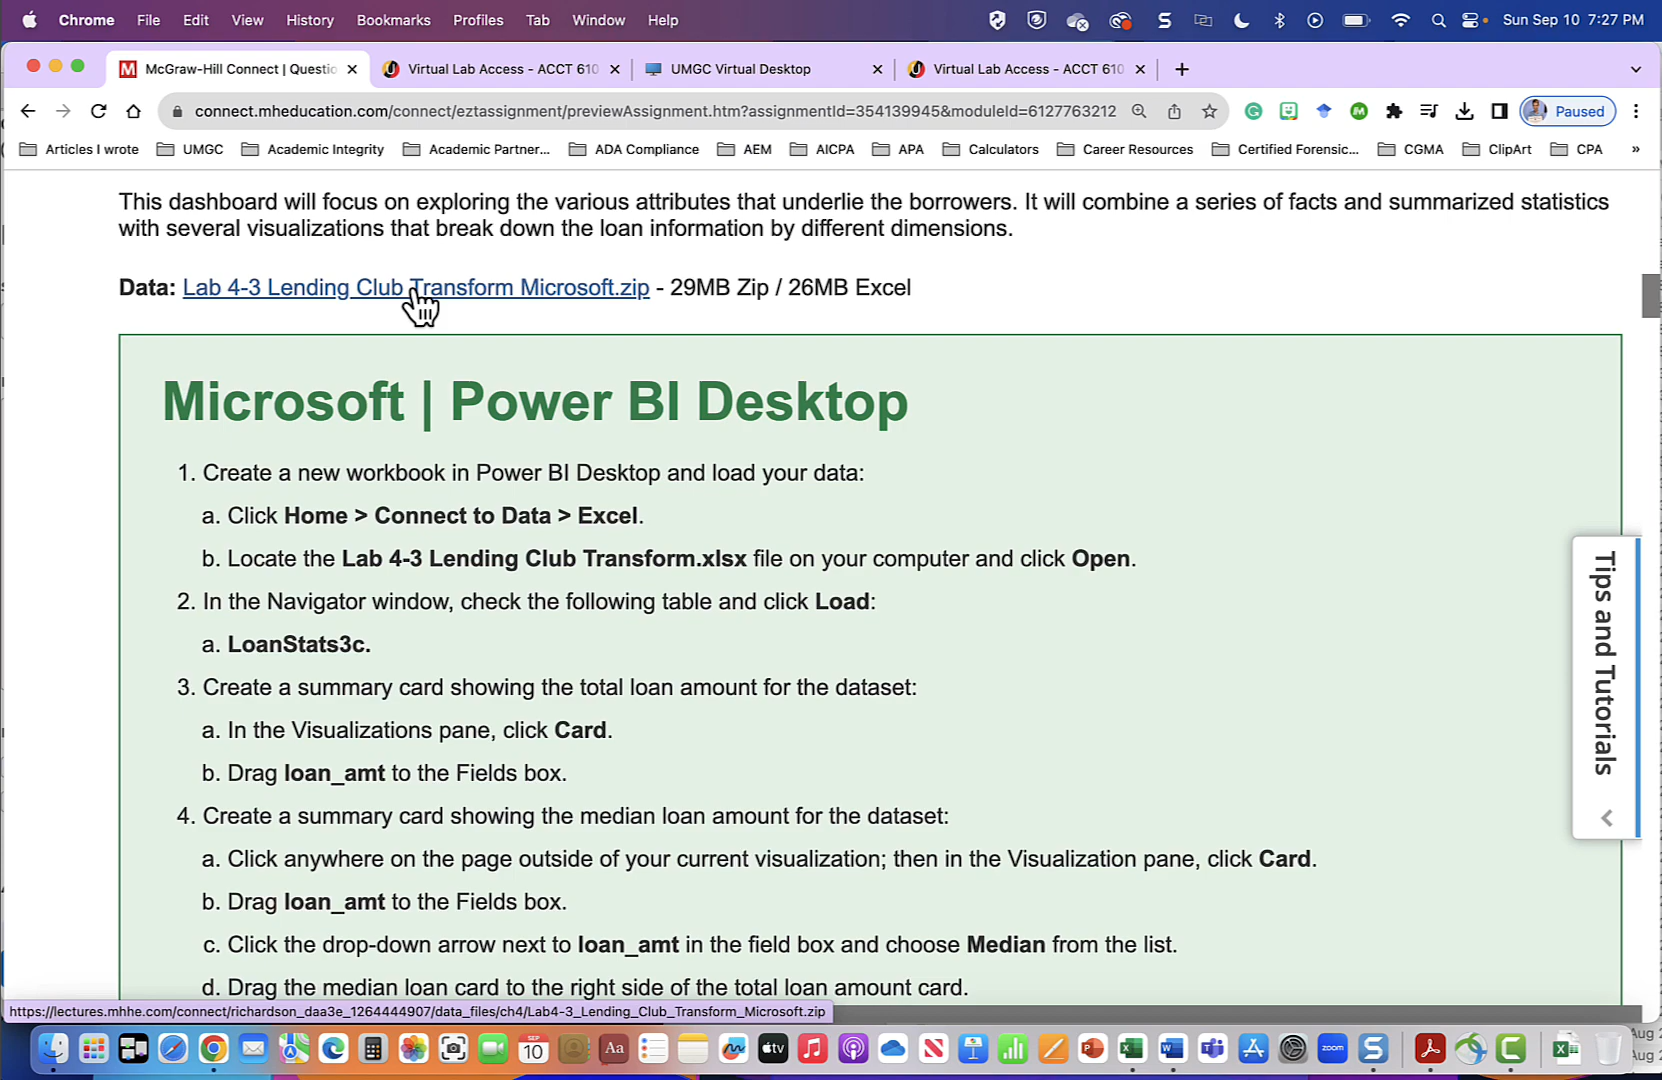 Chrome File Edit View History Bookmarks Profiles Tab Window Help Sun Sep 10 7:27 PM
McGraw-Hill Connect | Questio Virtual Lab Access - ACCT 610 UMGC Virtual Desktop Virtual Lab Access - ACCT 610
connect.mheducation.com/connect/eztassignment/previewAssignment.htm?assignmentId=354139945&moduleId=6127763212 Paused
Articles I wrote UMGC Academic Integrity Academic Partner... ADA Compliance AEM AICPA APA Calculators Career Resources Certified Forensic... CGMA ClipArt CPA »
This dashboard will focus on exploring the various attributes that underlie the borrowers. It will combine a series of facts and summarized statistics
with several visualizations that break down the loan information by different dimensions.
Data: Lab 4-3 Lending Club Transform Microsoft.zip - 29MB Zip / 26MB Excel
Microsoft | Power BI Desktop
1. Create a new workbook in Power BI Desktop and load your data:
a. Click Home > Connect to Data > Excel.
b. Locate the Lab 4-3 Lending Club Transform.xlsx file on your computer and click Open.
2. In the Navigator window, check the following table and click Load:
a. LoanStats3c.
3. Create a summary card showing the total loan amount for the dataset:
a. In the Visualizations pane, click Card.
b. Drag loan_amt to the Fields box.
4. Create a summary card showing the median loan amount for the dataset:
a. Click anywhere on the page outside of your current visualization; then in the Visualization pane, click Card.
b. Drag loan_amt to the Fields box.
c. Click the drop-down arrow next to loan_amt in the field box and choose Median from the list.
d. Drag the median loan card to the right side of the total loan amount card.
Tips and Tutorials
https://lectures.mhhe.com/connect/richardson_daa3e_1264444907/data_files/ch4/Lab4-3_Lending_Club_Transform_Microsoft.zip
SEP
10
Aa
tv
zoom
Aug 2
Aug 2